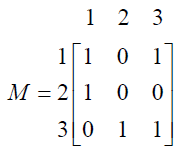 1 2 3
1 1 0 1
M = 2 1 0 0
3 0 1 1